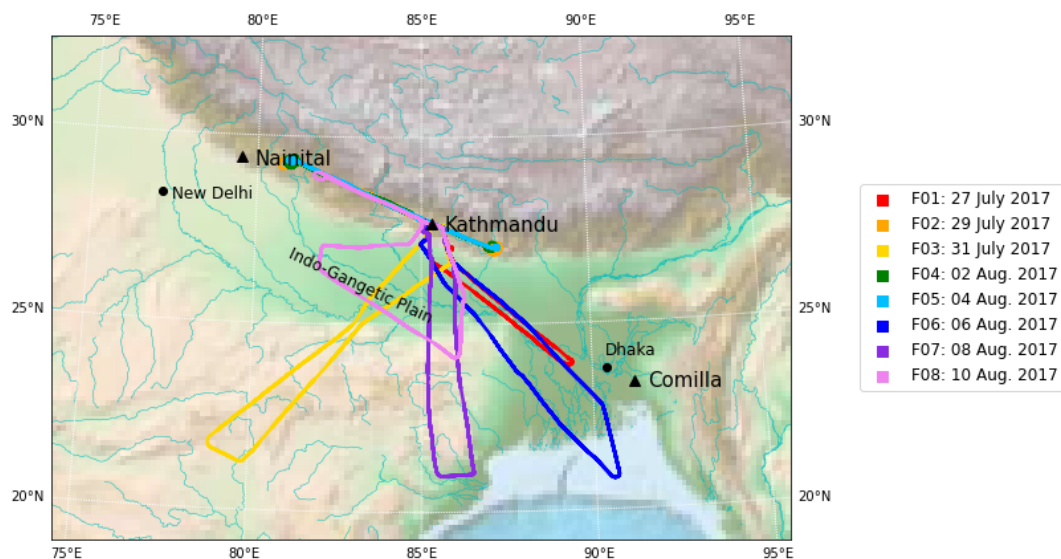 75°E 80°E 85°E 90°E 95°E
30°N 30°N
Nainital
New Delhi
Kathmandu
Indo-Gangetic Plain
25°N 25°N
Dhaka
Comilla
20°N 20°N
75°E 80°E 85°E 90°E 95°E
F01: 27 July 2017
F02: 29 July 2017
F03: 31 July 2017
F04: 02 Aug. 2017
F05: 04 Aug. 2017
F06: 06 Aug. 2017
F07: 08 Aug. 2017
F08: 10 Aug. 2017